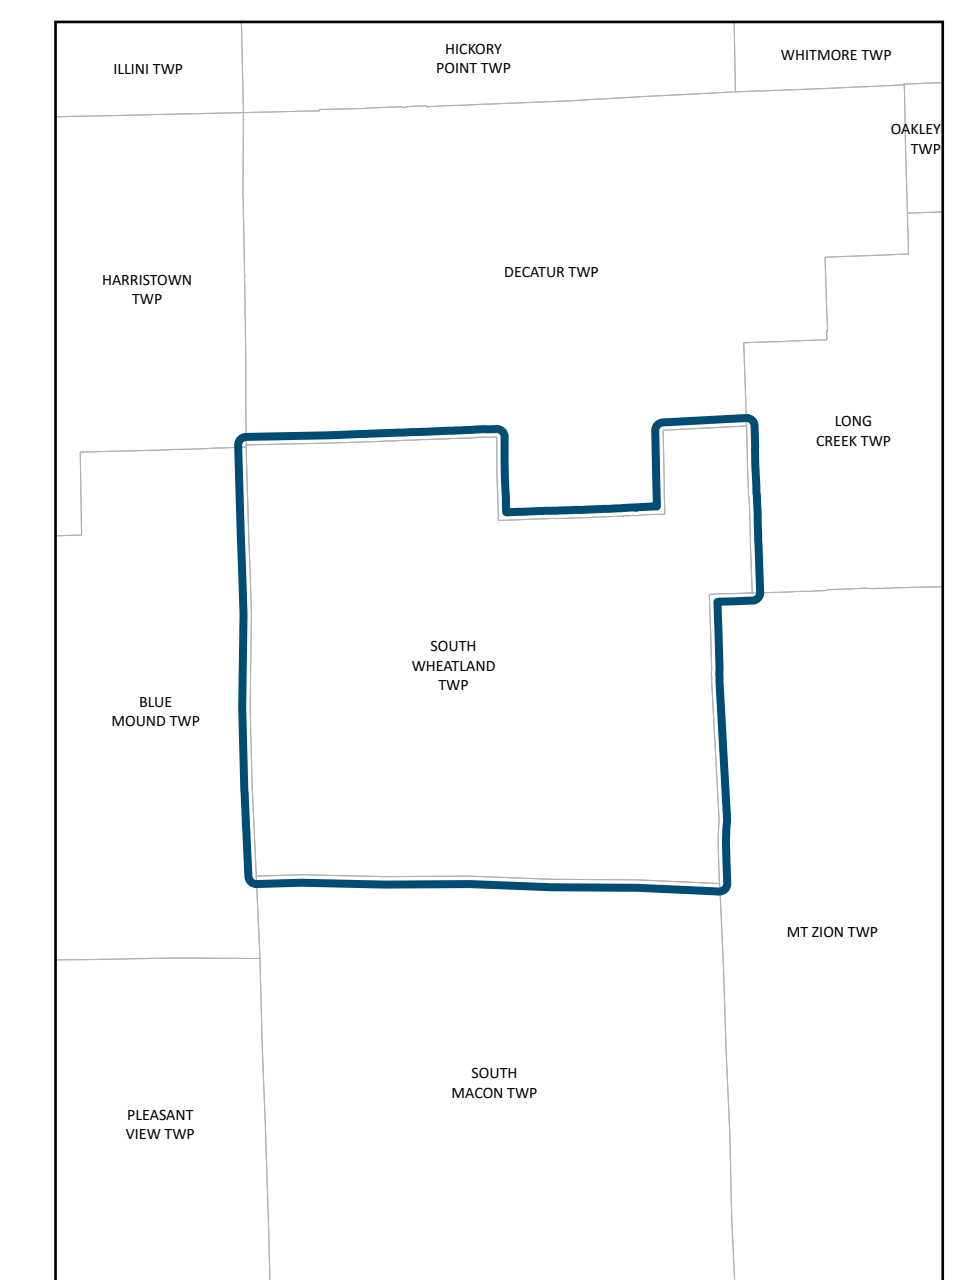 HICKORY
POINT TWP
WHITMORE TWP
ILLINI TWP
OAKLEY
TWP
DECATUR TWP
HARRISTOWN
TWP
LONG
CREEK TWP
SOUTH
WHEATLAND
TWP
BLUE
MOUND TWP
MT ZION TWP
SOUTH
MACON TWP
PLEASANT
VIEW TWP